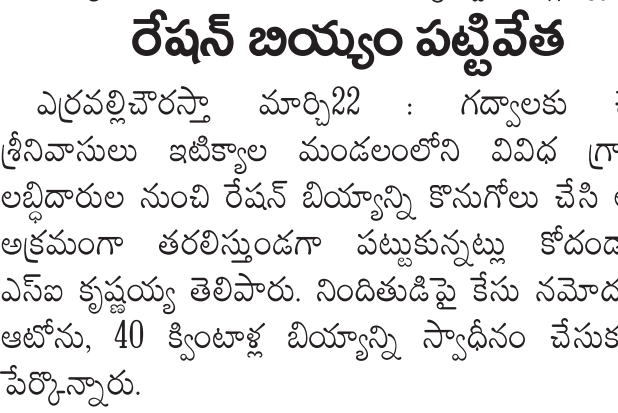 రేషన్ బియ్యం పట్టివేత
ఎర్రవల్లిచౌరస్తా మార్చి22 : గద్వాలకు
శ్రీనివాసులు ఇటిక్యాల మండలంలోని వివిధ గ్రా
లబ్ధిదారుల నుంచి రేషన్ బియ్యాన్ని కొనుగోలు చేసి
అక్రమంగా తరలిస్తుండగా పట్టుకున్నట్లు కోదండ
ఎస్ఐ కృష్ణయ్య తెలిపారు. నిందితుడిపై కేసు నమోద
ఆటోను, 40 క్వింటాళ్ల బియ్యాన్ని స్వాధీనం చేసుక
పేర్కొన్నారు.